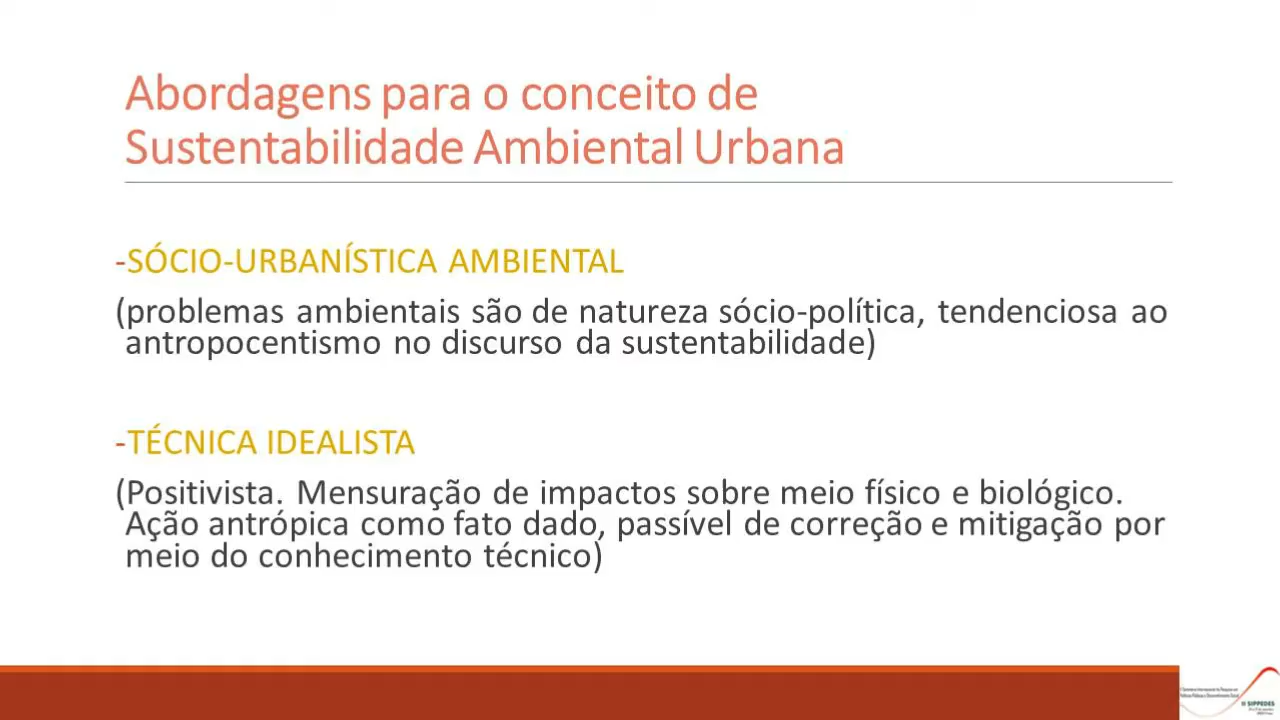 Abordagens para o conceito de
Sustentabilidade Ambiental Urbana
-SÓCIO-URBANÍSTICA AMBIENTAL
(problemas ambientais são de natureza sócio-política, tendenciosa ao
antropocentismo no discurso da sustentabilidade)
-TÉCNICA IDEALISTA
(Positivista. Mensuração de impactos sobre meio físico e biológico.
Ação antrópica como fato dado, passível de correção e mitigação por
meio do conhecimento técnico)
SIPPEDES